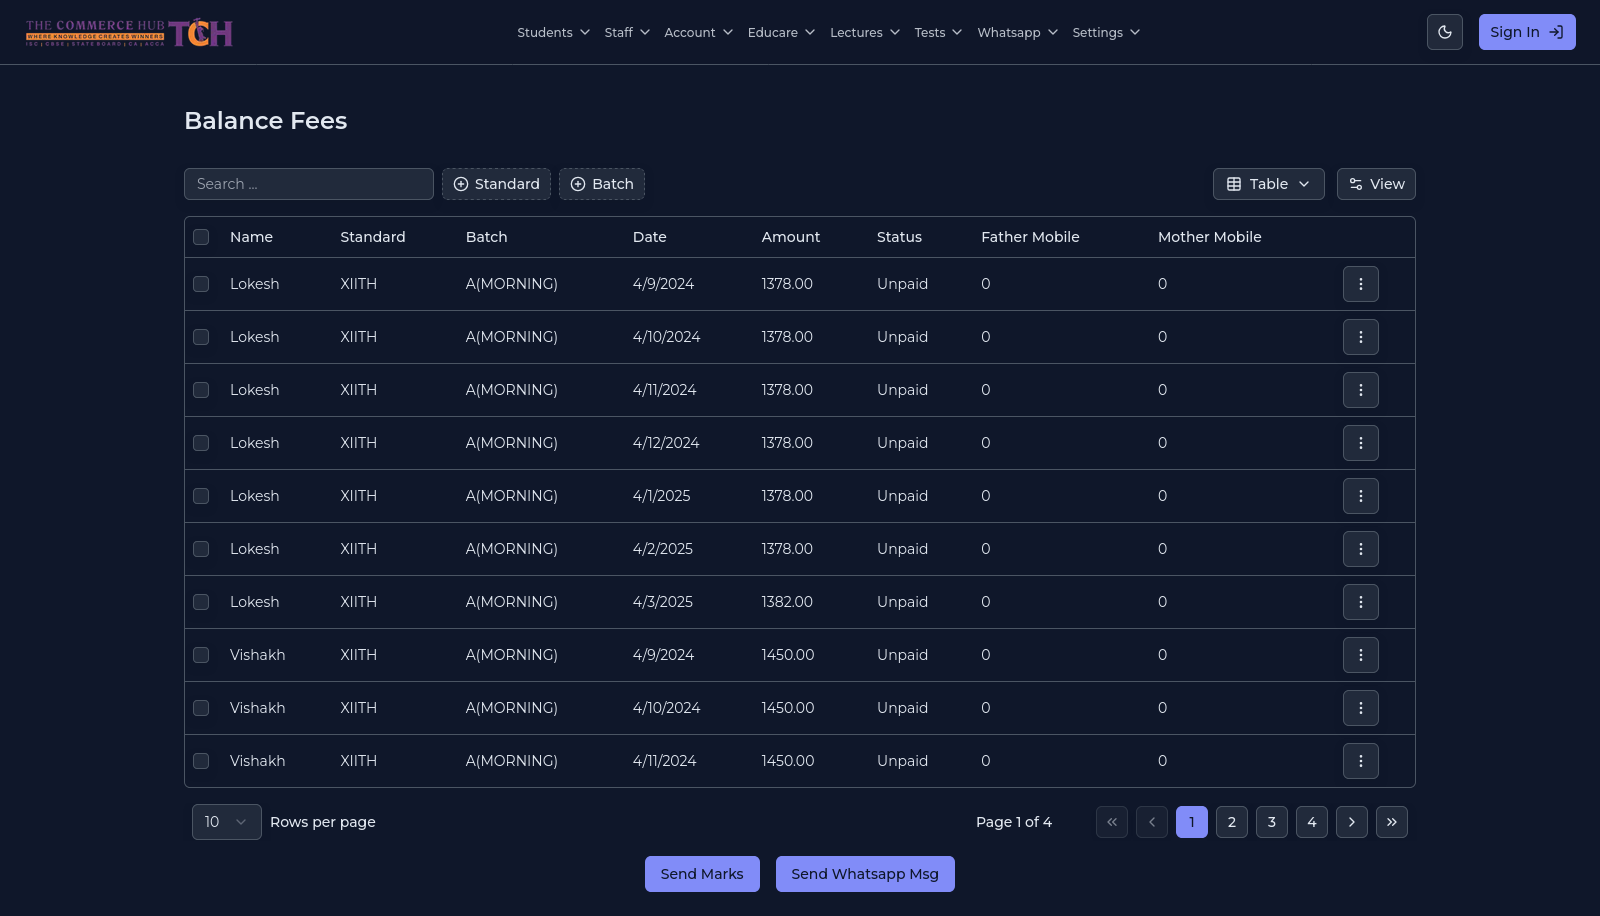 THE COMMERCE HUB
WHERE KNOWLEDGE CREATES WINNERS
ISC | CBSE | STATE BOARD | CA | ACCA
TCH
Students Staff Account Educare Lectures Tests Whatsapp Settings
Sign In
Balance Fees
Search ... Standard Batch Table View
Name Standard Batch Date Amount Status Father Mobile Mother Mobile
Lokesh XIITH A(MORNING) 4/9/2024 1378.00 Unpaid 0 0
Lokesh XIITH A(MORNING) 4/10/2024 1378.00 Unpaid 0 0
Lokesh XIITH A(MORNING) 4/11/2024 1378.00 Unpaid 0 0
Lokesh XIITH A(MORNING) 4/12/2024 1378.00 Unpaid 0 0
Lokesh XIITH A(MORNING) 4/1/2025 1378.00 Unpaid 0 0
Lokesh XIITH A(MORNING) 4/2/2025 1378.00 Unpaid 0 0
Lokesh XIITH A(MORNING) 4/3/2025 1382.00 Unpaid 0 0
Vishakh XIITH A(MORNING) 4/9/2024 1450.00 Unpaid 0 0
Vishakh XIITH A(MORNING) 4/10/2024 1450.00 Unpaid 0 0
Vishakh XIITH A(MORNING) 4/11/2024 1450.00 Unpaid 0 0
10 Rows per page Page 1 of 4 1 2 3 4
Send Marks Send Whatsapp Msg